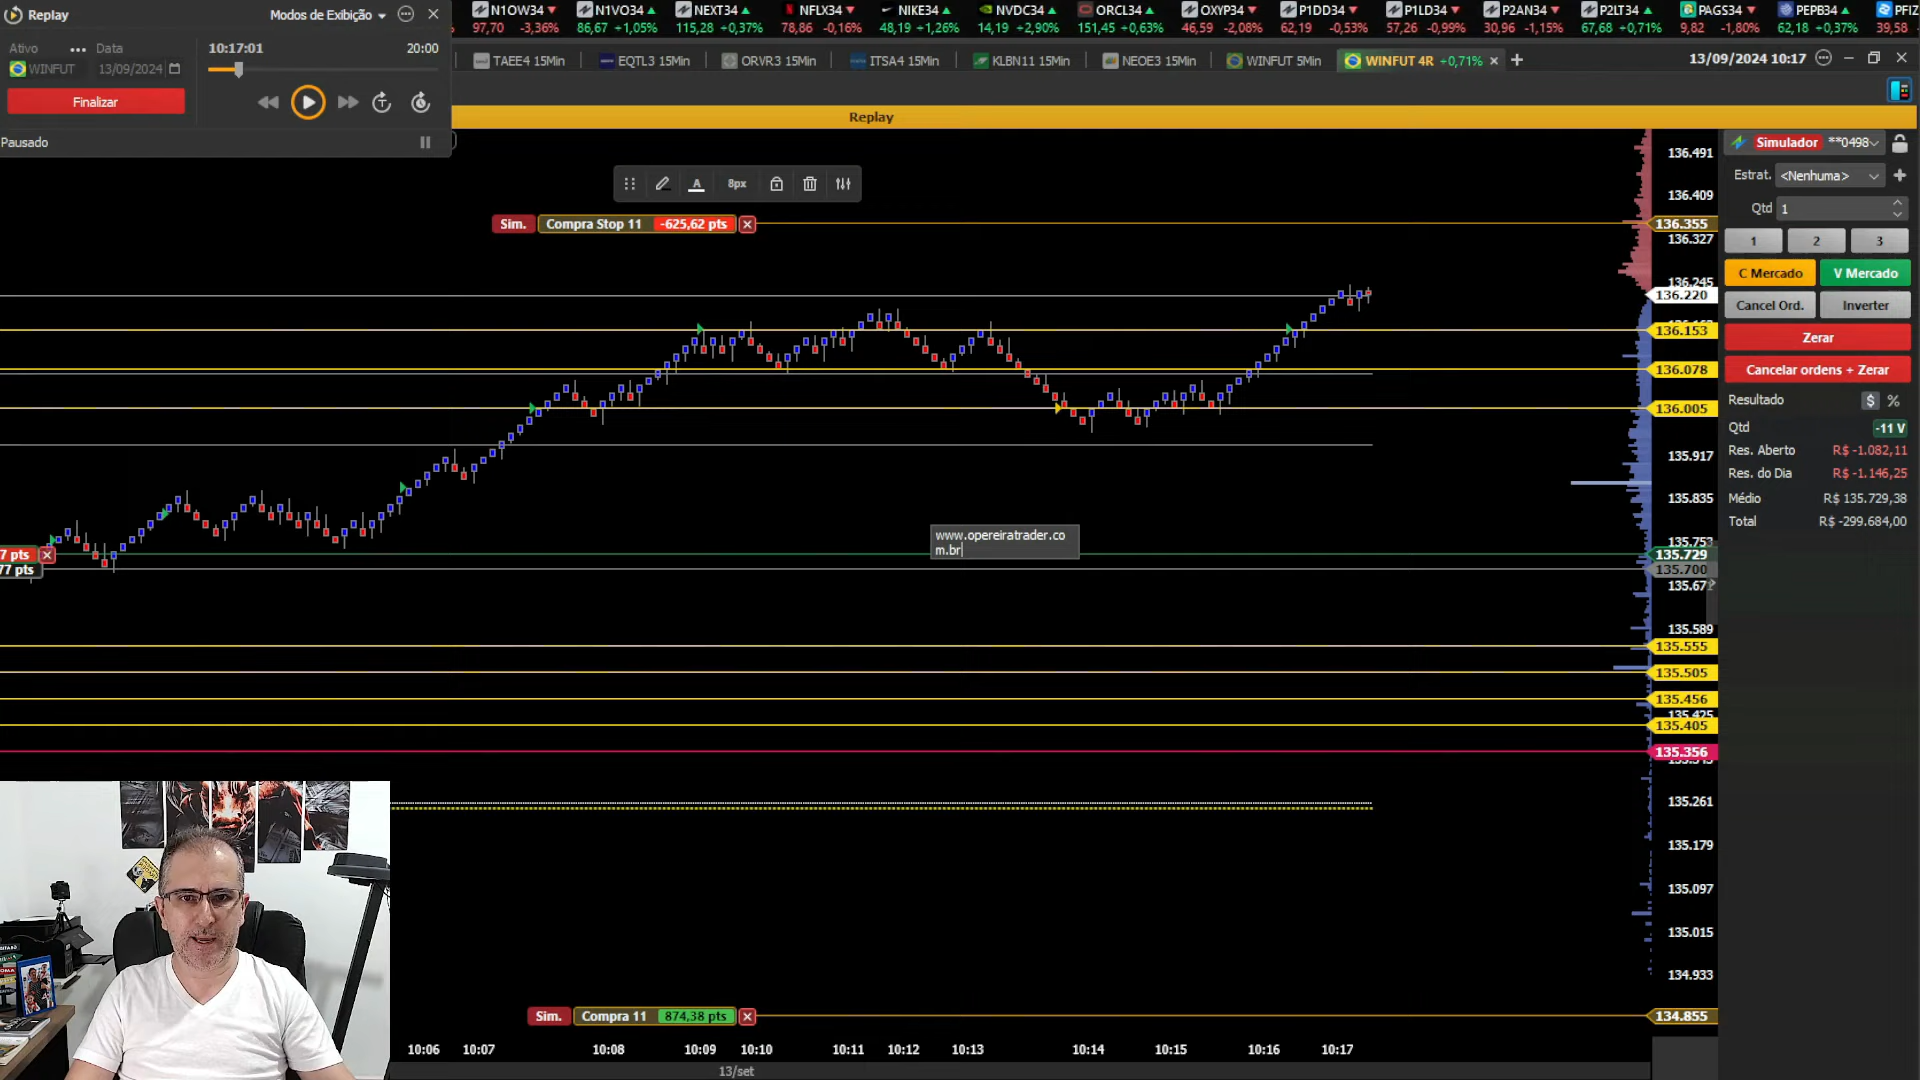 Replay
Modos de Exibição
Ativo
Data
10:17:01
20:00
WINFUT
13/09/2024
Finalizar
Pausado
N1OW34
97,70 -3,36%
N1VO34
86,67 +1,05%
NEXT34
115,28 +0,37%
NFLX34
78,86 -0,16%
NIKE34
48,19 +1,26%
NVDC34
14,19 +2,90%
ORCL34
151,45 +0,63%
OXYP34
46,59 -2,08%
P1DD34
62,19 -0,53%
P1LD34
57,26 -0,99%
P2AN34
30,96 -1,15%
P2LT34
67,68 +0,71%
PAGS34
9,82 -1,80%
PEPB34
62,18 +0,37%
PFIZ
39,58
TAEE4 15Min
EQTL3 15Min
ORVR3 15Min
ITSA4 15Min
KLBN11 15Min
NEOE3 15Min
WINFUT 5Min
WINFUT 4R +0,71%
13/09/2024 10:17
Replay
8px
Sim. Compra Stop 11 -625,62 pts
7 pts
77 pts
www.opereiratrader.co
m.br
Sim. Compra 11 874,38 pts
136.491
136.409
136.355
136.327
136.245
136.220
136.153
136.078
136.005
135.917
135.835
135.753
135.729
135.700
135.671
135.589
135.555
135.505
135.456
135.425
135.405
135.356
135.261
135.179
135.097
135.015
134.933
134.855
Simulador **0498
Estrat. <Nenhuma>
Qtd 1
1 2 3
C Mercado V Mercado
Cancel Ord. Inverter
Zerar
Cancelar ordens + Zerar
Resultado $ %
Qtd -11 V
Res. Aberto R$ -1.082,11
Res. do Dia R$ -1.146,25
Médio R$ 135.729,38
Total R$ -299.684,00
10:06 10:07 10:08 10:09 10:10 10:11 10:12 10:13 10:14 10:15 10:16 10:17
13/set